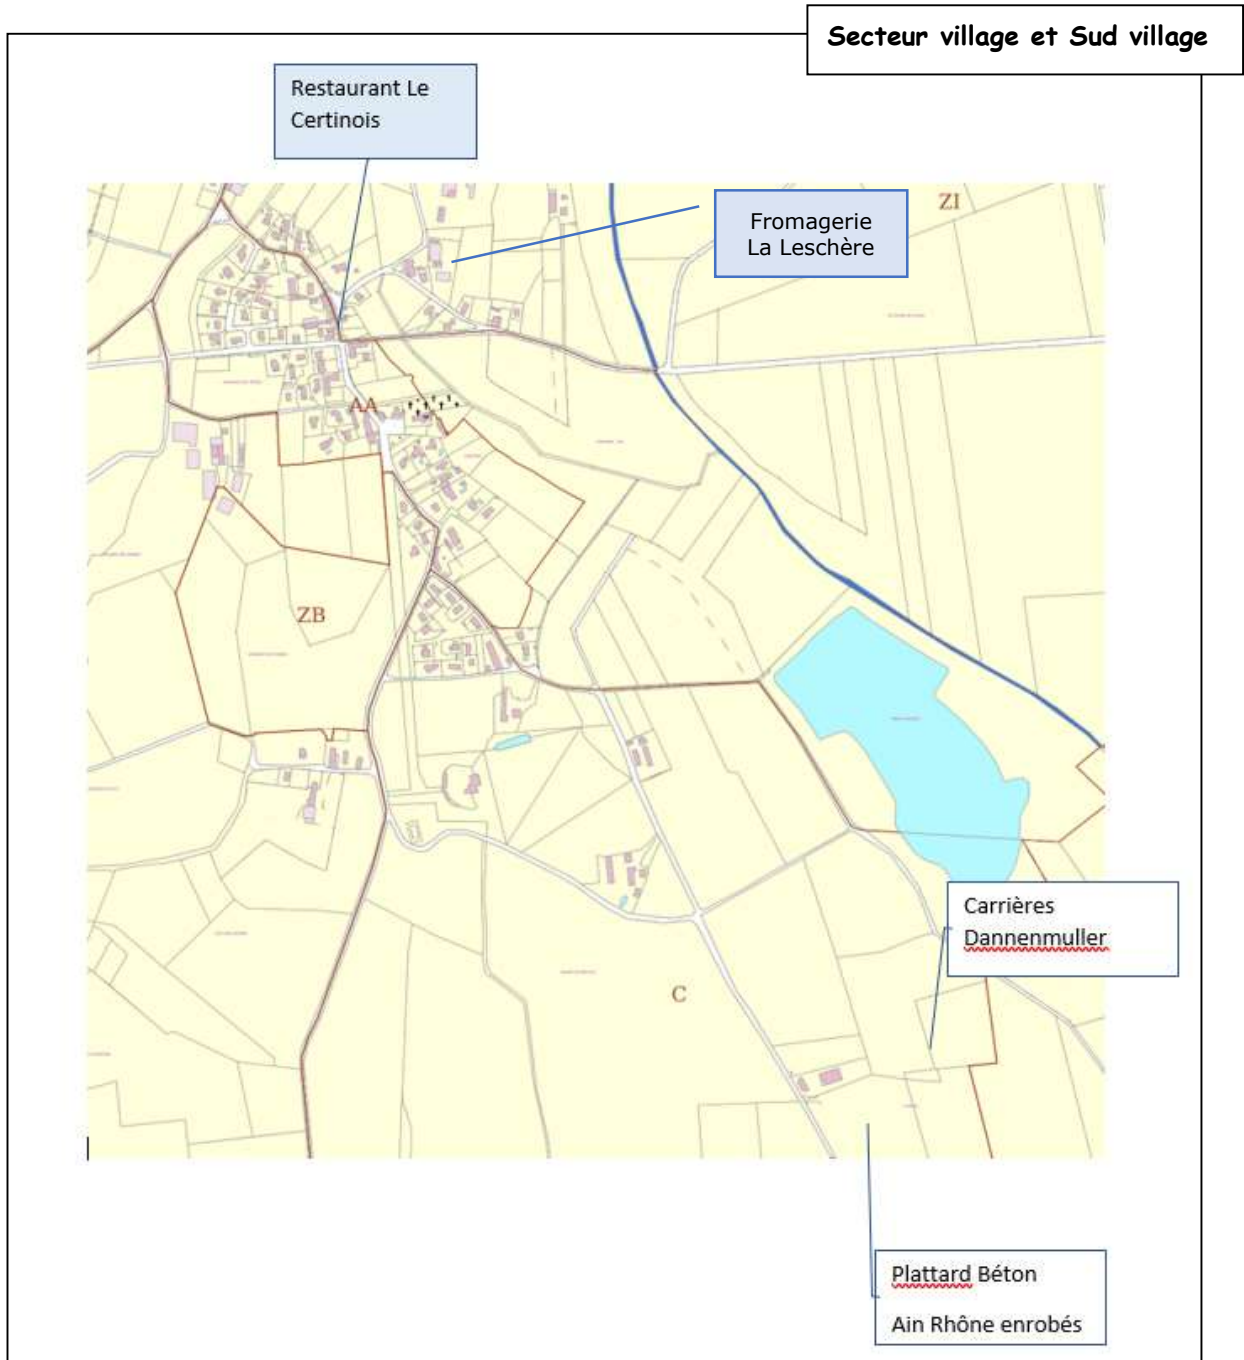 Secteur village et Sud village
Restaurant Le
Certinois
Fromagerie
La Leschère
ZI
AA
ZB
Carrières
Dannenmuller
C
Plattard Béton
Ain Rhône enrobés